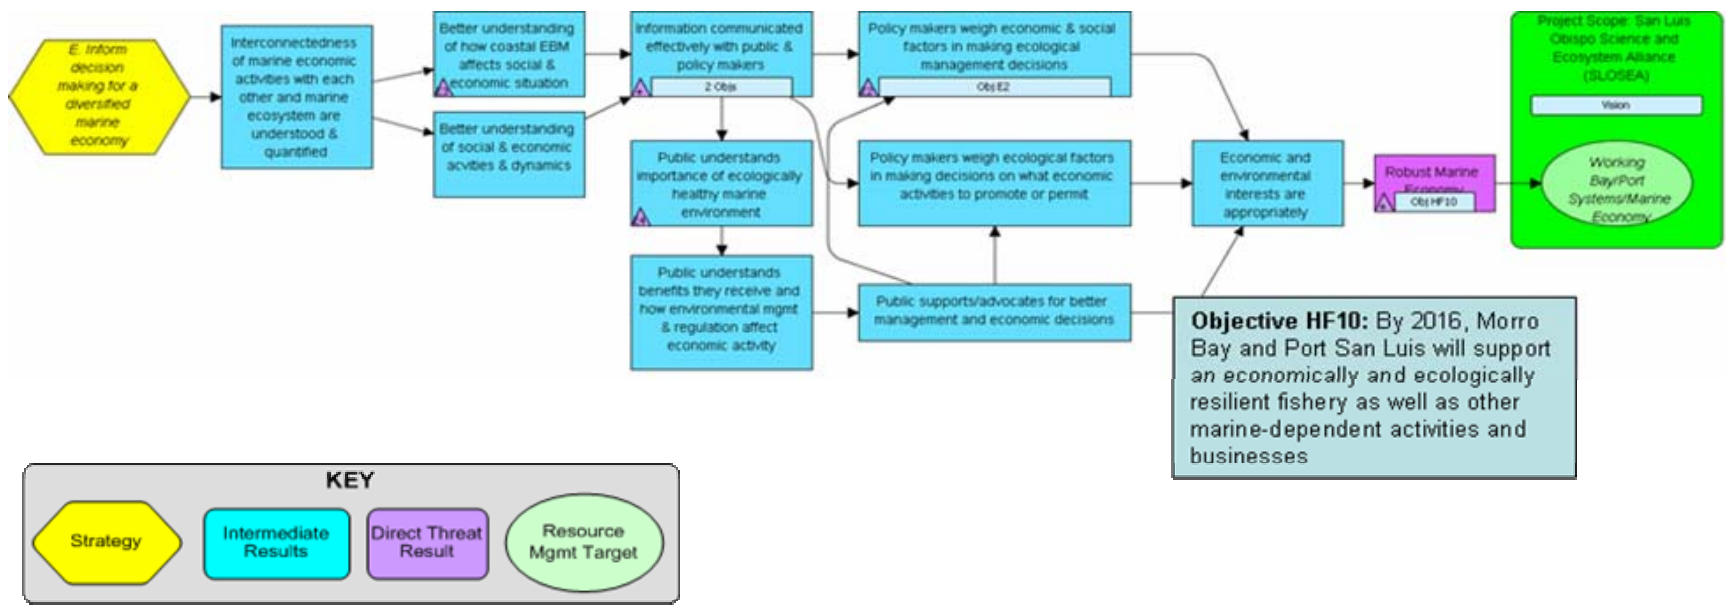 E. Inform
decision
making for a
diversified
marine
economy
Interconnectedness
of marine economic
activities with each
other and marine
ecosystem are
understood &
quantified
Better understanding
of how coastal EBM
affects social &
economic situation
Better understanding
of social & economic
acvities & dynamics
Information communicated
effectively with public &
policy makers
2 Objs
Public understands
importance of ecologically
healthy marine
environment
Public understands
benefits they receive and
how environmental mgmt
& regulation affect
economic activity
Policy makers weigh economic & social
factors in making ecological
management decisions
Obj E2
Policy makers weigh ecological factors
in making decisions on what economic
activities to promote or permit
Public supports/advocates for better
management and economic decisions
Economic and
environmental
interests are
appropriately
Robust Marine
Economy
Obj HF10
Project Scope: San Luis
Obispo Science and
Ecosystem Alliance
(SLOSEA)
Vision
Working
Bay/Port
Systems/Marine
Economy
Objective HF10: By 2016, Morro
Bay and Port San Luis will support
an economically and ecologically
resilient fishery as well as other
marine-dependent activities and
businesses
KEY
Strategy
Intermediate
Results
Direct Threat
Result
Resource
Mgmt Target